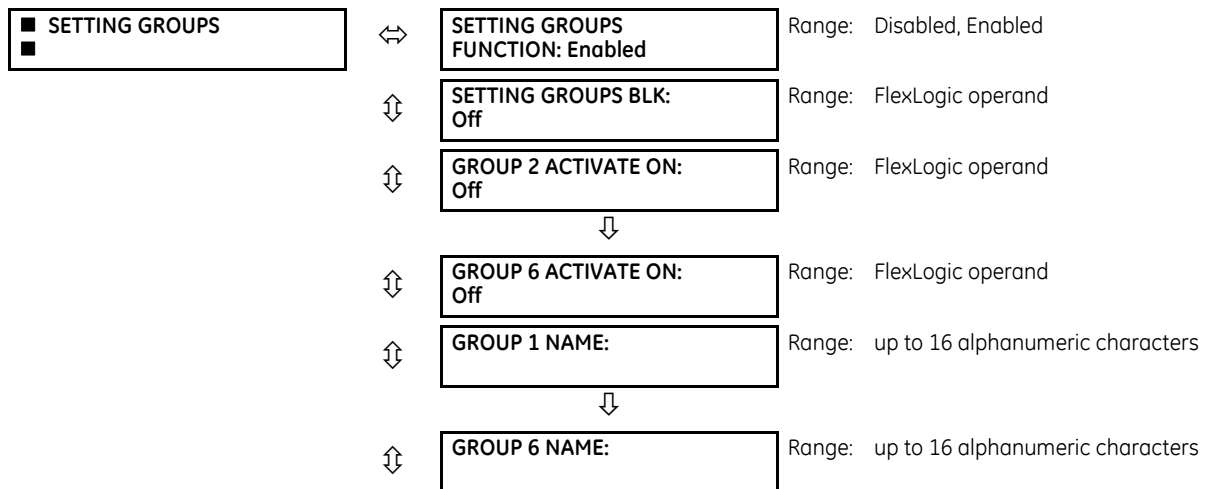 ■ SETTING GROUPS
■
SETTING GROUPS
FUNCTION: Enabled
Range: Disabled, Enabled
SETTING GROUPS BLK:
Off
Range: FlexLogic operand
GROUP 2 ACTIVATE ON:
Off
Range: FlexLogic operand
GROUP 6 ACTIVATE ON:
Off
Range: FlexLogic operand
GROUP 1 NAME:
Range: up to 16 alphanumeric characters
GROUP 6 NAME:
Range: up to 16 alphanumeric characters